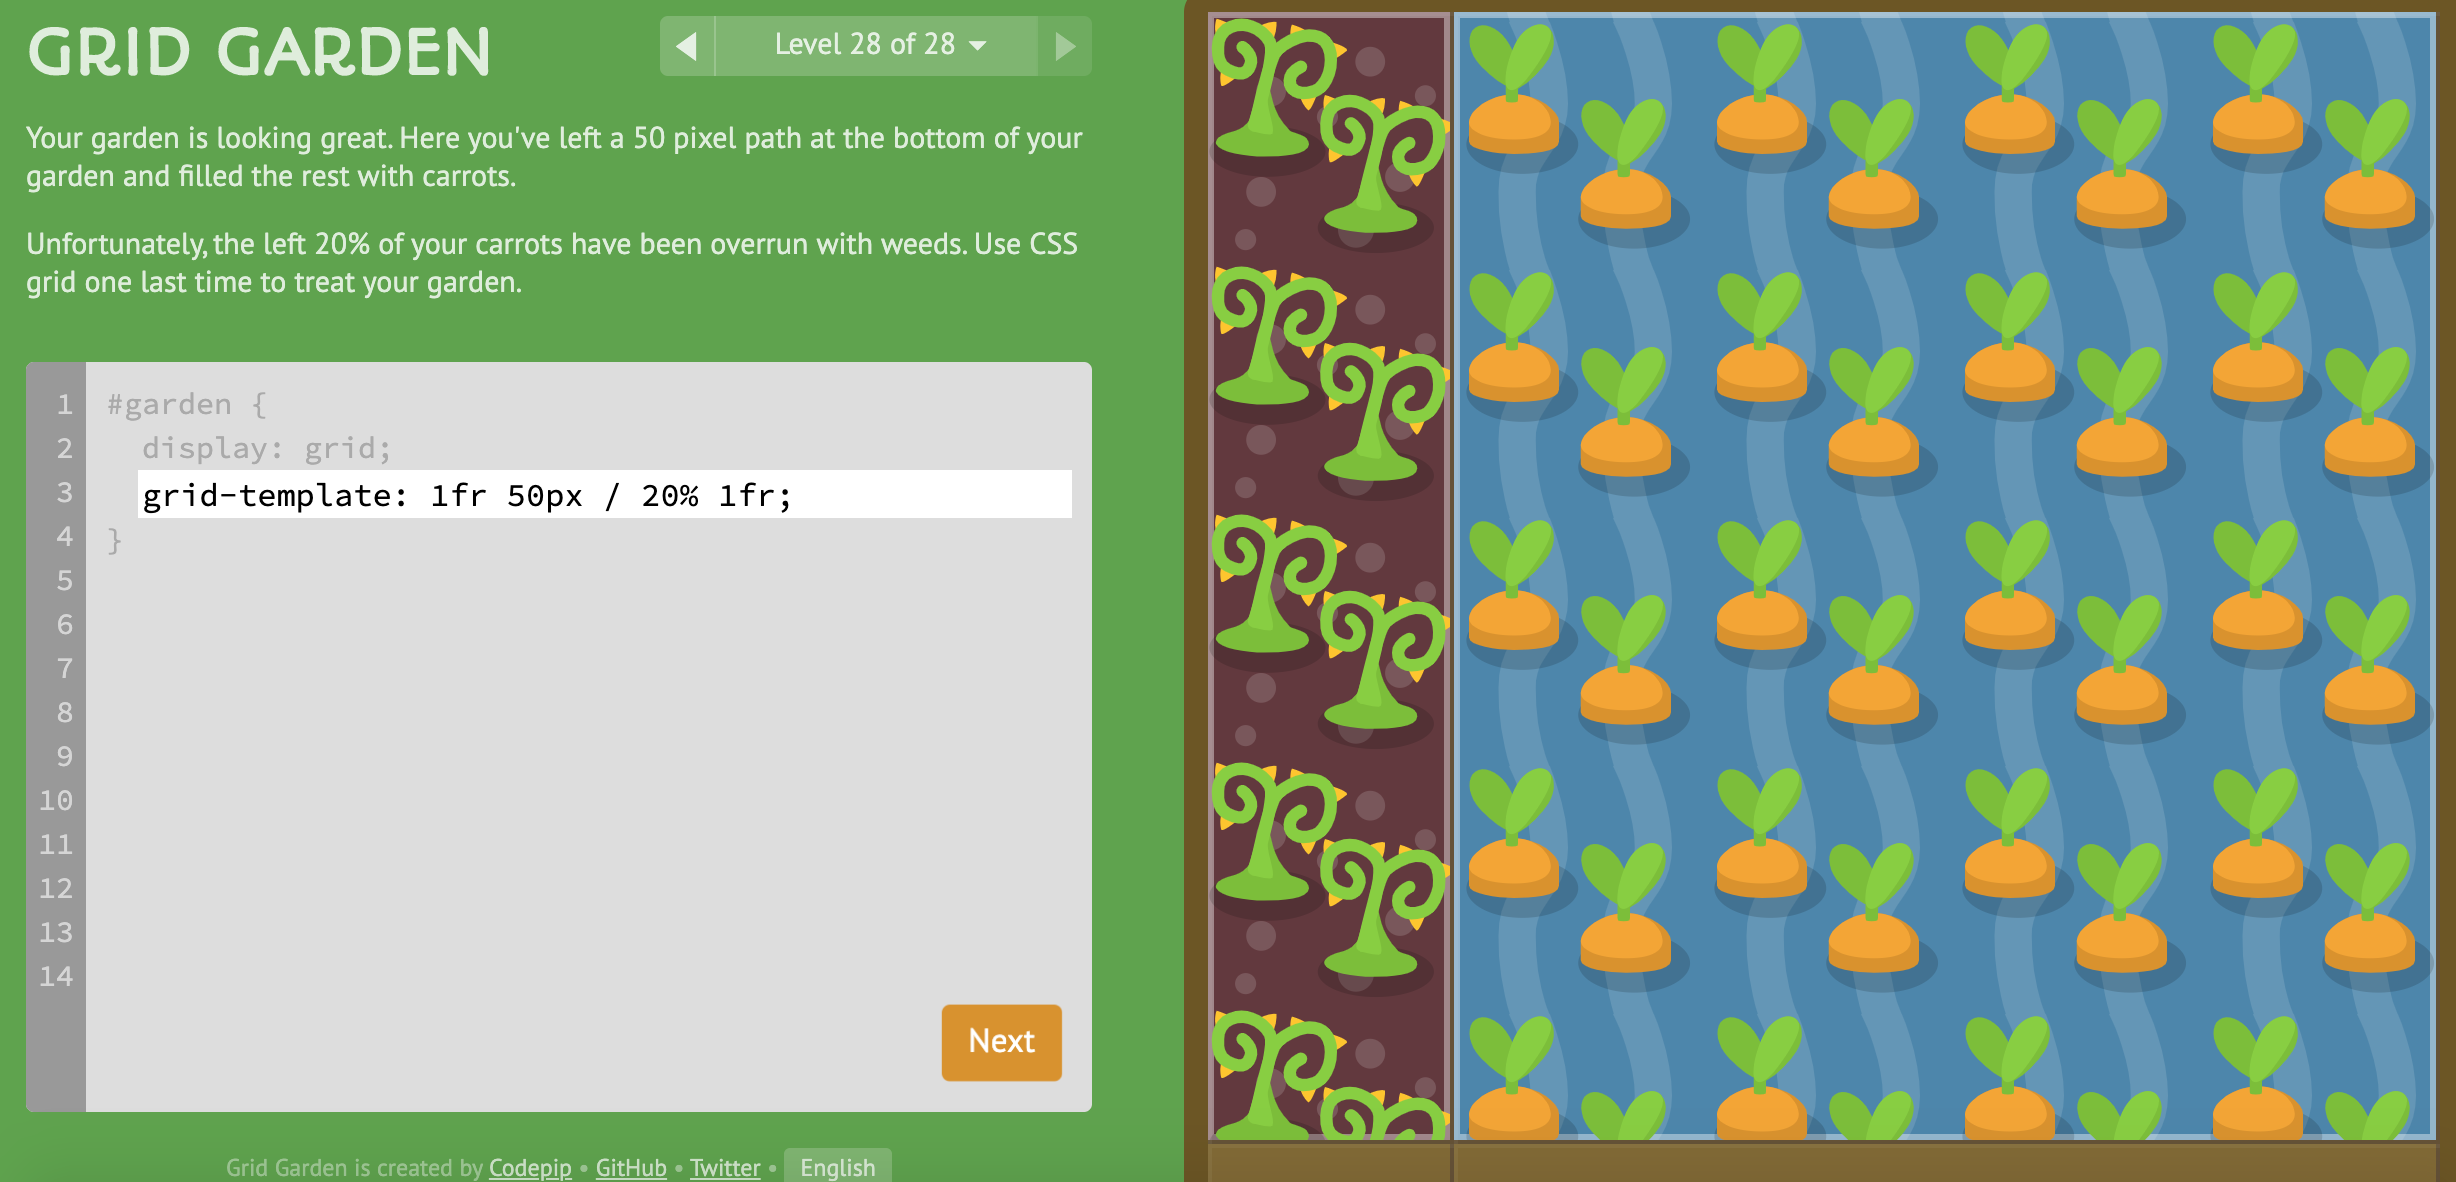 GRID GARDEN
Level 28 of 28
Your garden is looking great. Here you've left a 50 pixel path at the bottom of your
garden and filled the rest with carrots.
Unfortunately, the left 20% of your carrots have been overrun with weeds. Use CSS
grid one last time to treat your garden.
1 #garden {
2 display: grid;
3 grid-template: 1fr 50px / 20% 1fr;
4 }
5
6
7
8
9
10
11
12
13
14
Next
Grid Garden is created by Codepip • GitHub • Twitter • English